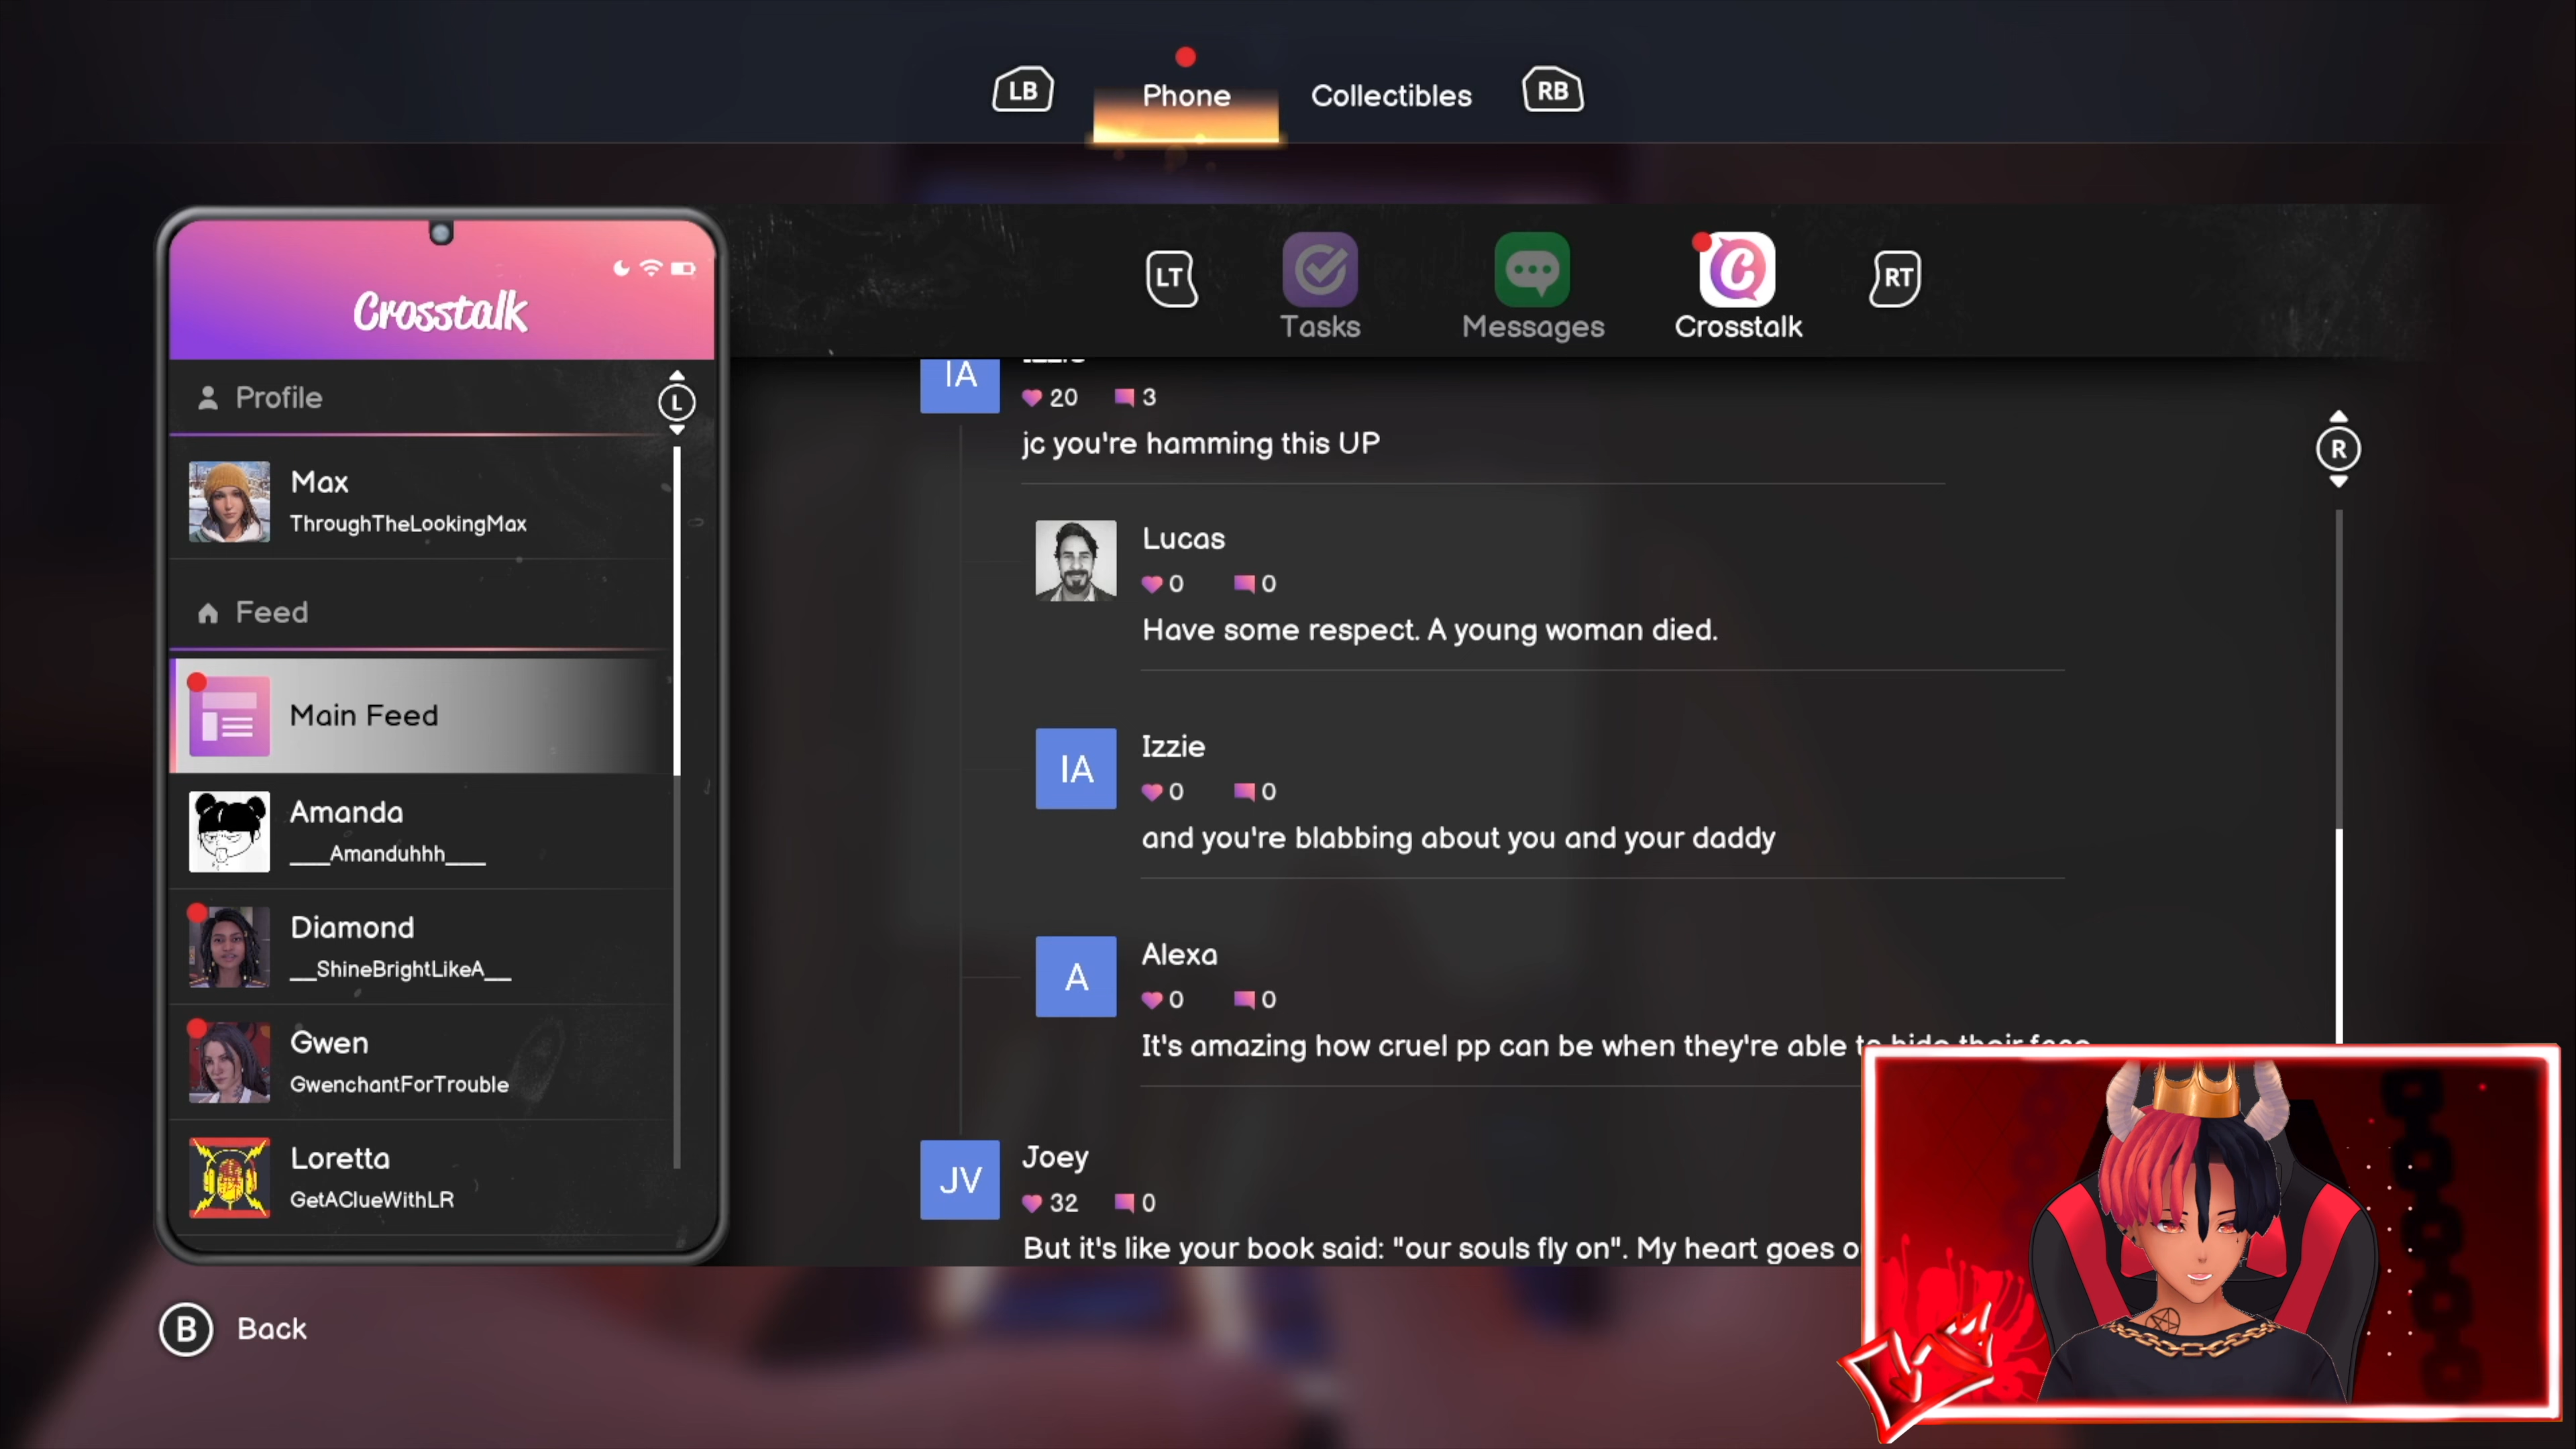 LB
Phone
Collectibles
RB
Crosstalk
Profile
L
Max
ThroughTheLookingMax
Feed
Main Feed
Amanda
____Amanduhhh____
Diamond
__ShineBrightLikeA__
Gwen
GwenchantForTrouble
Loretta
GetAClueWithLR
LT
Tasks
Messages
C
Crosstalk
RT
R
IA
20 3
jc you're hamming this UP
Lucas
0 0
Have some respect. A young woman died.
IA
Izzie
0 0
and you're blabbing about you and your daddy
A
Alexa
0 0
It's amazing how cruel pp can be when they're able
JV
Joey
32 0
But it's like your book said: "our souls fly on". My heart goes
B Back